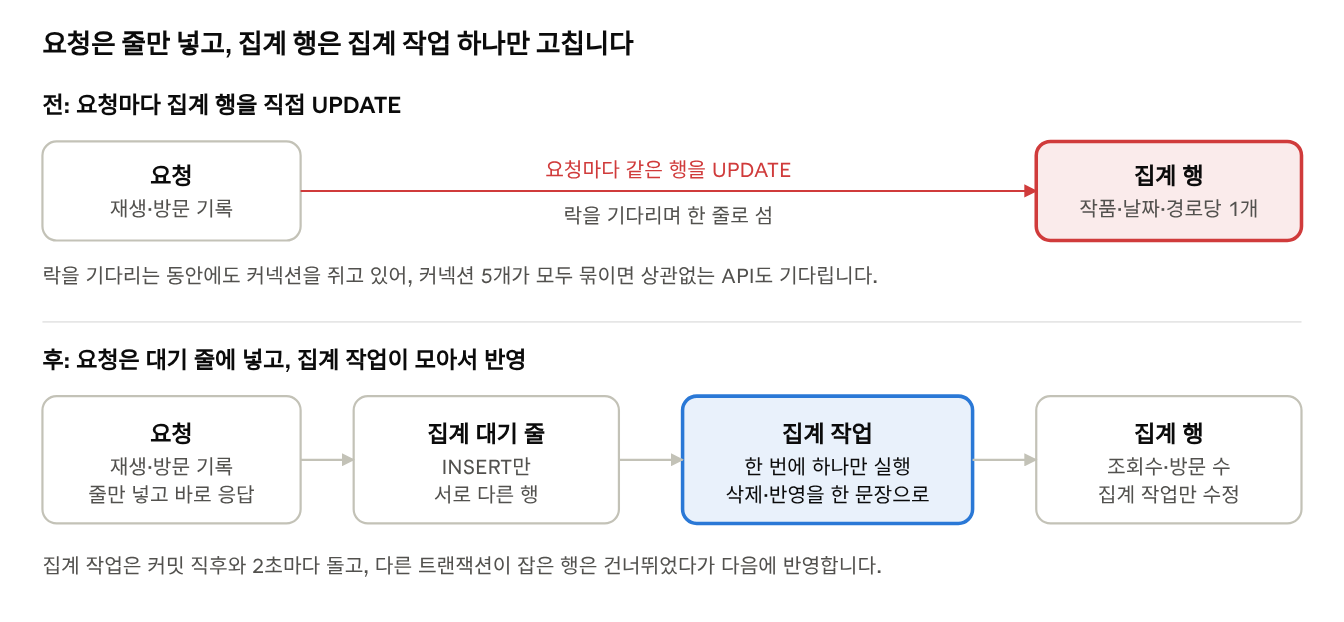 요청은 줄만 넣고, 집계 행은 집계 작업 하나만 고칩니다
전: 요청마다 집계 행을 직접 UPDATE
요청
재생·방문 기록
요청마다 같은 행을 UPDATE
락을 기다리며 한 줄로 섬
집계 행
작품·날짜·경로당 1개
락을 기다리는 동안에도 커넥션을 쥐고 있어, 커넥션 5개가 모두 묶이면 상관없는 API도 기다립니다.
후: 요청은 대기 줄에 넣고, 집계 작업이 모아서 반영
요청
재생·방문 기록
줄만 넣고 바로 응답
집계 대기 줄
INSERT만
서로 다른 행
집계 작업
한 번에 하나만 실행
삭제·반영을 한 문장으로
집계 행
조회수·방문 수
집계 작업만 수정
집계 작업은 커밋 직후와 2초마다 돌고, 다른 트랜잭션이 잡은 행은 건너뛰었다가 다음에 반영합니다.